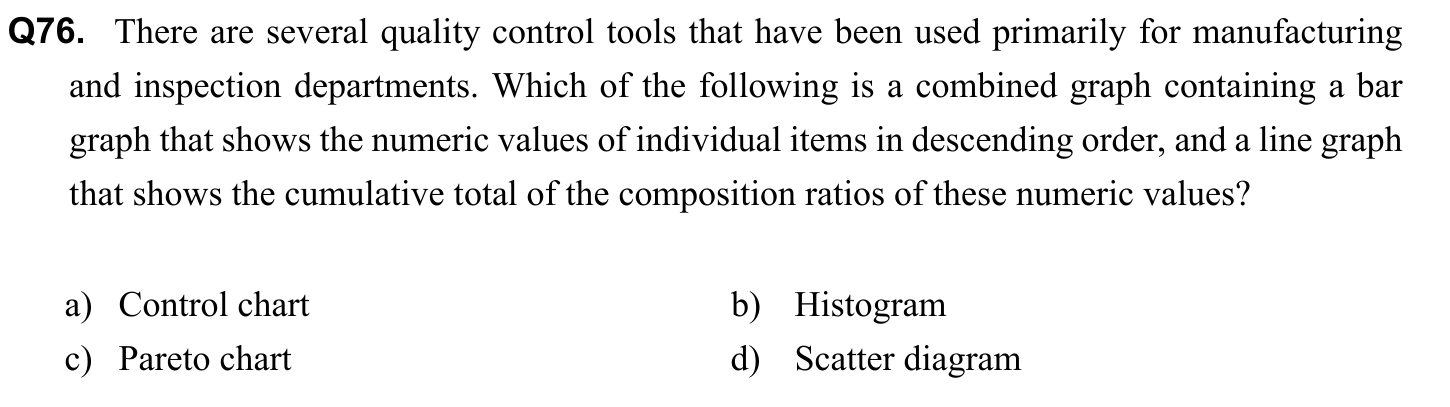 Q76. There are several quality control tools that have been used primarily for manufacturing
and inspection departments. Which of the following is a combined graph containing a bar
graph that shows the numeric values of individual items in descending order, and a line graph
that shows the cumulative total of the composition ratios of these numeric values?
a) Control chart b) Histogram
c) Pareto chart d) Scatter diagram